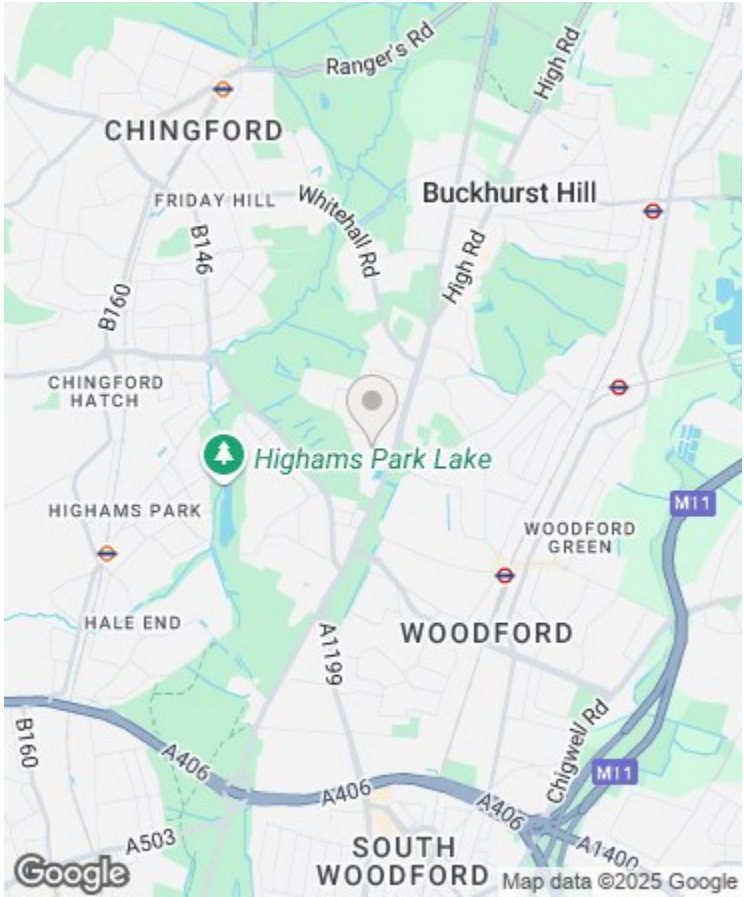 Ranger's Rd
High Rd
CHINGFORD
FRIDAY HILL
Whitehall Rd
Buckhurst Hill
B146
High Rd
B160
CHINGFORD
HATCH
Highams Park Lake
HIGHAMS PARK
M11
WOODFORD
GREEN
HALE END
A1199
WOODFORD
B160
A406
Chigwell Rd
M11
A406
A406
A503
A1400
SOUTH
WOODFORD
Google
Map data ©2025 Google